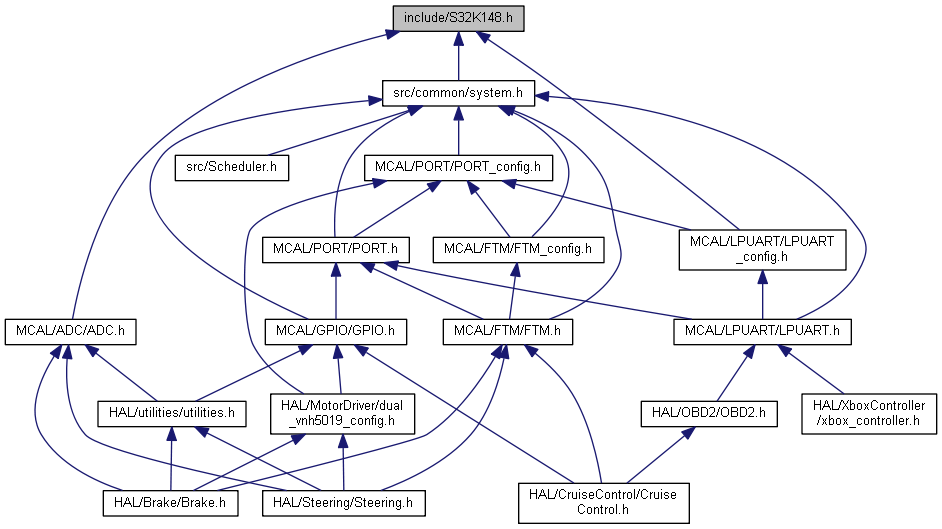 include/S32K148.h
src/common/system.h
src/Scheduler.h
MCAL/PORT/PORT_config.h
MCAL/PORT/PORT.h
MCAL/FTM/FTM_config.h
MCAL/LPUART/LPUART
_config.h
MCAL/ADC/ADC.h
MCAL/GPIO/GPIO.h
MCAL/FTM/FTM.h
MCAL/LPUART/LPUART.h
HAL/utilities/utilities.h
HAL/MotorDriver/dual
_vnh5019_config.h
HAL/OBD2/OBD2.h
HAL/XboxController
/xbox_controller.h
HAL/Brake/Brake.h
HAL/Steering/Steering.h
HAL/CruiseControl/Cruise
Control.h